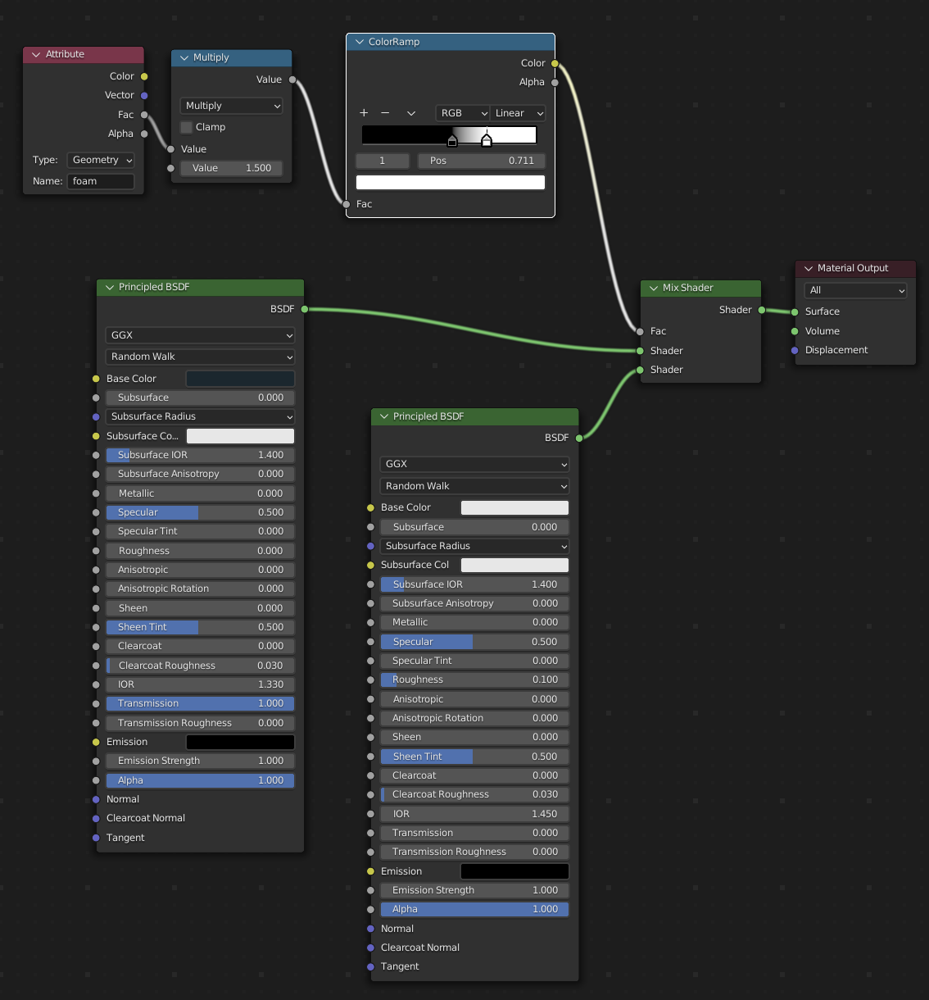 Attribute
Color
Vector
Fac
Alpha
Type: Geometry
Name: foam
Multiply
Value
Multiply
Clamp
Value
Value 1.500
ColorRamp
Color
Alpha
+ − RGB Linear
1 Pos 0.711
Fac
Principled BSDF
BSDF
GGX
Random Walk
Base Color
Subsurface 0.000
Subsurface Radius
Subsurface Co...
Subsurface IOR 1.400
Subsurface Anisotropy 0.000
Metallic 0.000
Specular 0.500
Specular Tint 0.000
Roughness 0.000
Anisotropic 0.000
Anisotropic Rotation 0.000
Sheen 0.000
Sheen Tint 0.500
Clearcoat 0.000
Clearcoat Roughness 0.030
IOR 1.330
Transmission 1.000
Transmission Roughness 0.000
Emission
Emission Strength 1.000
Alpha 1.000
Normal
Clearcoat Normal
Tangent
Principled BSDF
BSDF
GGX
Random Walk
Base Color
Subsurface 0.000
Subsurface Radius
Subsurface Col
Subsurface IOR 1.400
Subsurface Anisotropy 0.000
Metallic 0.000
Specular 0.500
Specular Tint 0.000
Roughness 0.100
Anisotropic 0.000
Anisotropic Rotation 0.000
Sheen 0.000
Sheen Tint 0.500
Clearcoat 0.000
Clearcoat Roughness 0.030
IOR 1.450
Transmission 0.000
Transmission Roughness 0.000
Emission
Emission Strength 1.000
Alpha 1.000
Normal
Clearcoat Normal
Tangent
Mix Shader
Shader
Fac
Shader
Shader
Material Output
All
Surface
Volume
Displacement